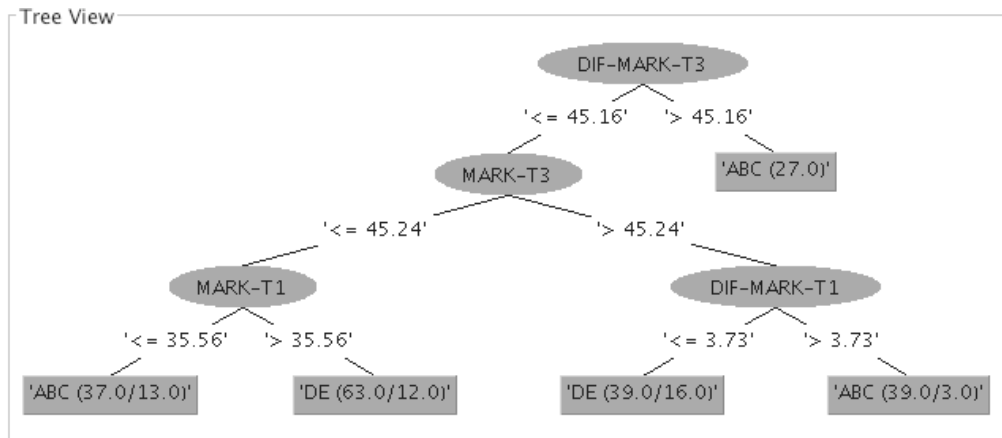 Tree View
DIF-MARK-T3
'<= 45.16' '> 45.16'
MARK-T3 'ABC (27.0)'
'<= 45.24' '> 45.24'
MARK-T1 DIF-MARK-T1
'<= 35.56' '> 35.56' '<= 3.73' '> 3.73'
'ABC (37.0/13.0)' 'DE (63.0/12.0)' 'DE (39.0/16.0)' 'ABC (39.0/3.0)'